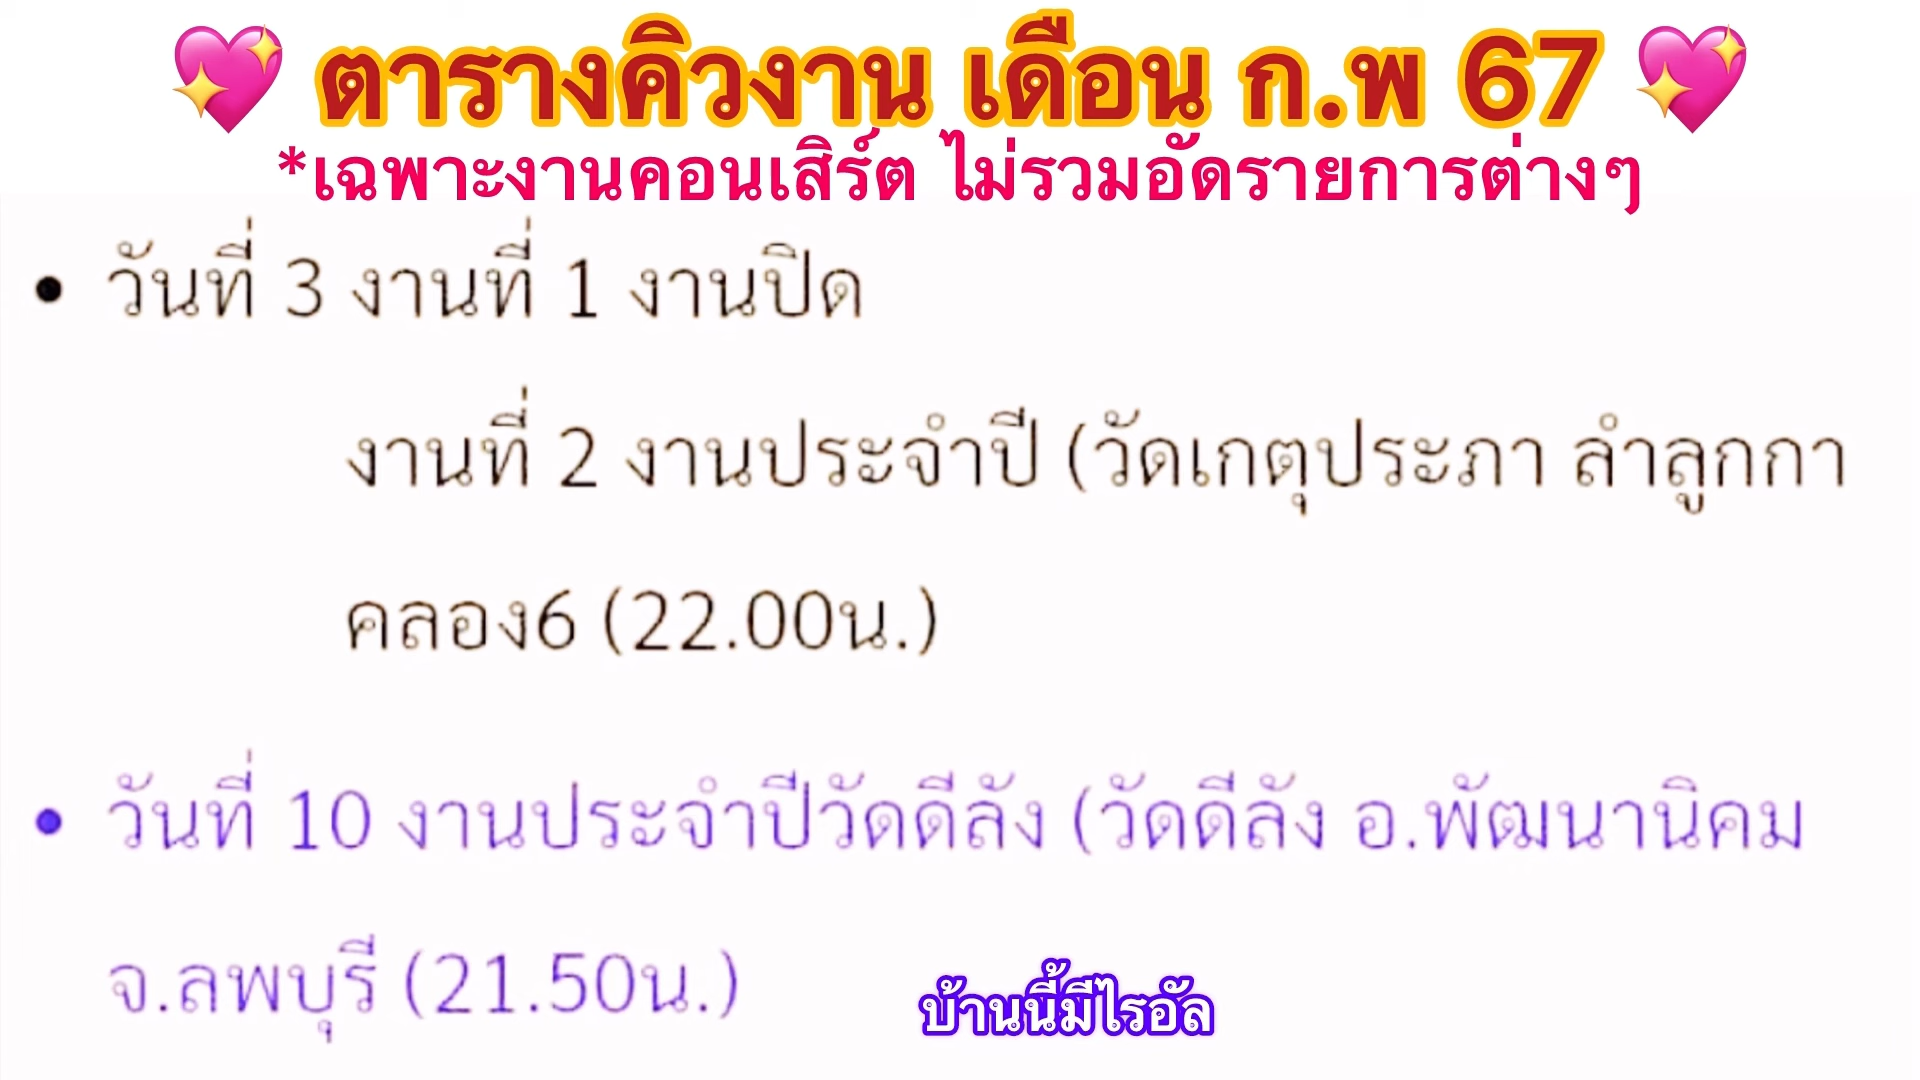 💖 ตารางคิวงาน เดือน ก.พ 67 💖
*เฉพาะงานคอนเสิร์ต ไม่รวมอัดรายการต่างๆ
• วันที่ 3 งานที่ 1 งานปิด
งานที่ 2 งานประจำปี (วัดเกตุประภา ลำลูกกา
คลอง6 (22.00น.)
• วันที่ 10 งานประจำปีวัดดีลัง (วัดดีลัง อ.พัฒนานิคม
จ.ลพบุรี (21.50น.)
บ้านนี้มีไรอัล